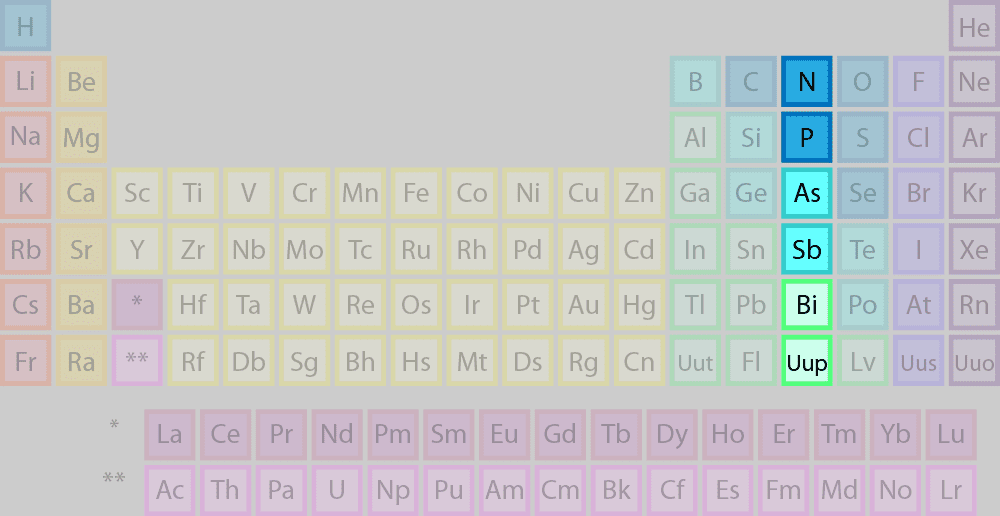 H He
Li Be B C N O F Ne
Na Mg Al Si P S Cl Ar
K Ca Sc Ti V Cr Mn Fe Co Ni Cu Zn Ga Ge As Se Br Kr
Rb Sr Y Zr Nb Mo Tc Ru Rh Pd Ag Cd In Sn Sb Te I Xe
Cs Ba * Hf Ta W Re Os Ir Pt Au Hg Tl Pb Bi Po At Rn
Fr Ra ** Rf Db Sg Bh Hs Mt Ds Rg Cn Uut Fl Uup Lv Uus Uuo
* La Ce Pr Nd Pm Sm Eu Gd Tb Dy Ho Er Tm Yb Lu
** Ac Th Pa U Np Pu Am Cm Bk Cf Es Fm Md No Lr